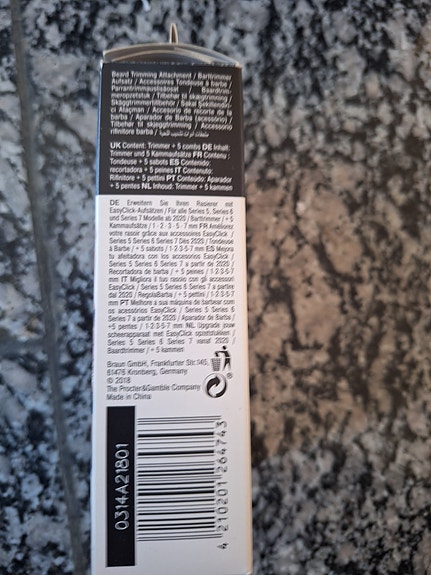 Beard Trimming Attachment / Barttrimmer
Aufsatz / Accessoires Tondeuse à barbe /
Parrantrimmauslisäosat / Baardtrim/
meropzetstuk / Tilbehør til skægtrimning /
Skäggtrimmertillbehör / Sakal Şekillendiri-
ci Ataçman / Accesorio de recorte de la
barba / Aparador de Barba (acessório) /
Tilbehør til skjeggtrimming / Accessorio
rifinitore barba /
UK Content: Trimmer + 5 combs DE Inhalt:
Trimmer und 5 Kammaufsätze FR Contenu :
Tondeuse + 5 sabots ES Contenido:
recortadora + 5 peines IT Contenuto:
Rifinitore + 5 pettini PT Conteúdo: Aparador
+ 5 pentes NL Inhoud: Trimmer + 5 kammen
DE Erweitern Sie Ihren Rasierer mit
EasyClick-Aufsätzen / Für alle Series 5, Series 6
und Series 7 Modelle ab 2020 / Barttrimmer / + 5
Kammaufsätze / 1 · 2 · 3 · 5 · 7 mm FR Améliorez
votre rasoir grâce aux accessoires EasyClick /
Series 5 Series 6 Series 7 Dès 2020 / Tondeuse
à Barbe / + 5 sabots / 1·2·3·5·7 mm ES Mejora
tu afeitadora con los accesorios EasyClick /
Series 5 Series 6 Series 7 a partir de 2020 /
Recortadora de barba / + 5 peines / 1·2·3·5·7
mm IT Migliora il tuo rasoio con gli accessori
EasyClick / Series 5 Series 6 Series 7 a partire
dal 2020 / RegolaBarba / + 5 pettini / 1·2·3·5·7
mm PT Melhore a sua máquina de barbear com
os acessórios EasyClick / Series 5 Series 6
Series 7 a partir de 2020 / Aparador de Barba /
+5 pentes / 1·2·3·5·7 mm NL Upgrade jouw
scheerapparaat met EasyClick opzetstukken /
Series 5 Series 6 Series 7 vanaf 2020 /
Baardtrimmer / + 5 kammen
Braun GmbH, Frankfurter Str.145,
61476 Kronberg, Germany
© 2018
The Procter&Gamble Company
Made in China
0314A21801
4 210201 264743